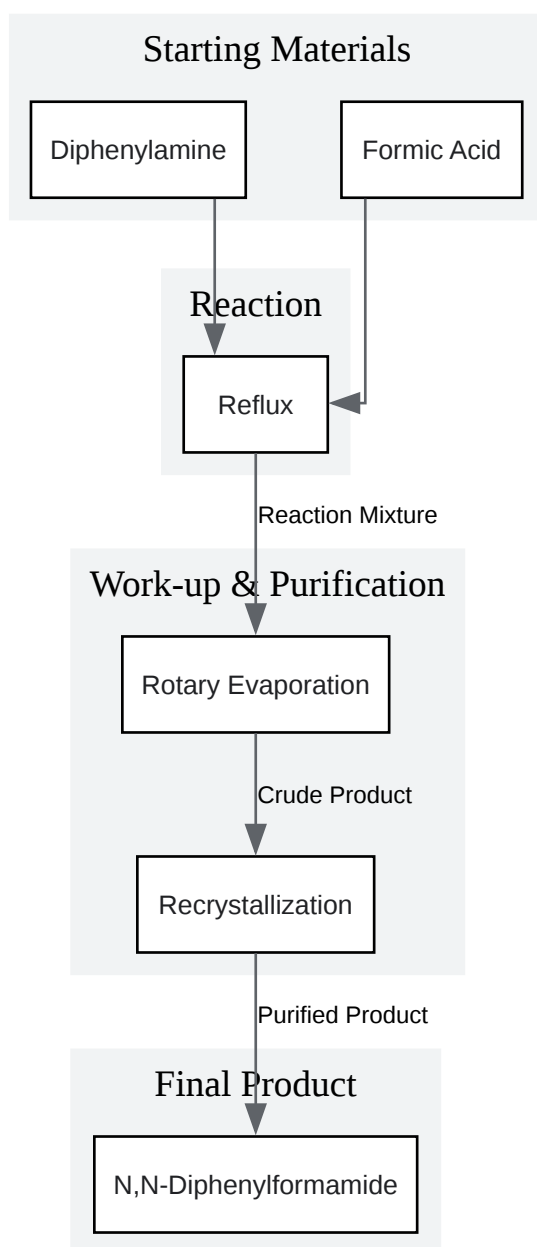 Starting Materials
Diphenylamine
Formic Acid
Reaction
Reflux
Reaction Mixture
Work-up & Purification
Rotary Evaporation
Crude Product
Recrystallization
Purified Product
Final Product
N,N-Diphenylformamide